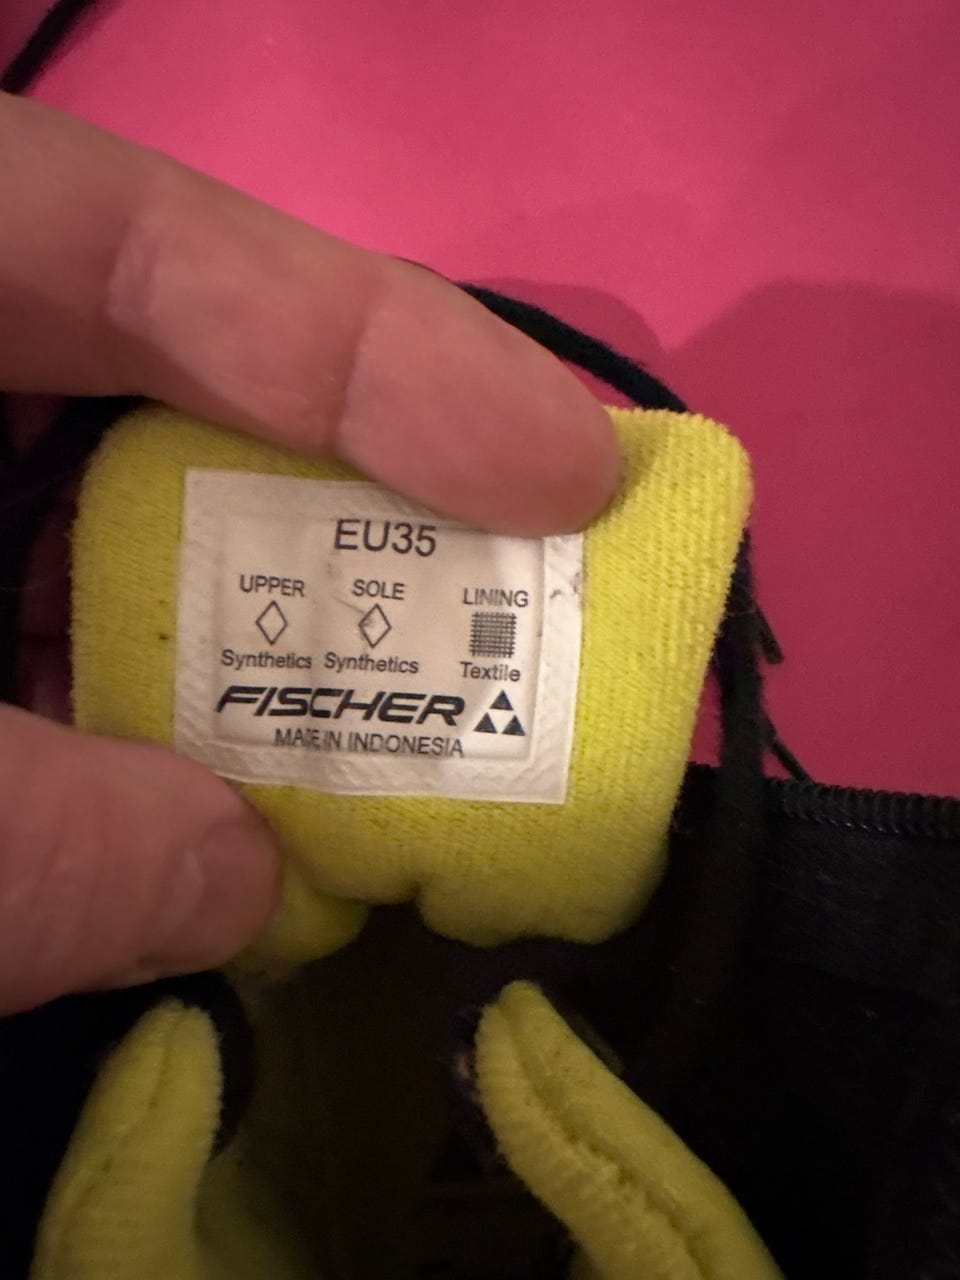 EU35
UPPER SOLE LINING
Synthetics Synthetics Textile
FISCHER
MADE IN INDONESIA